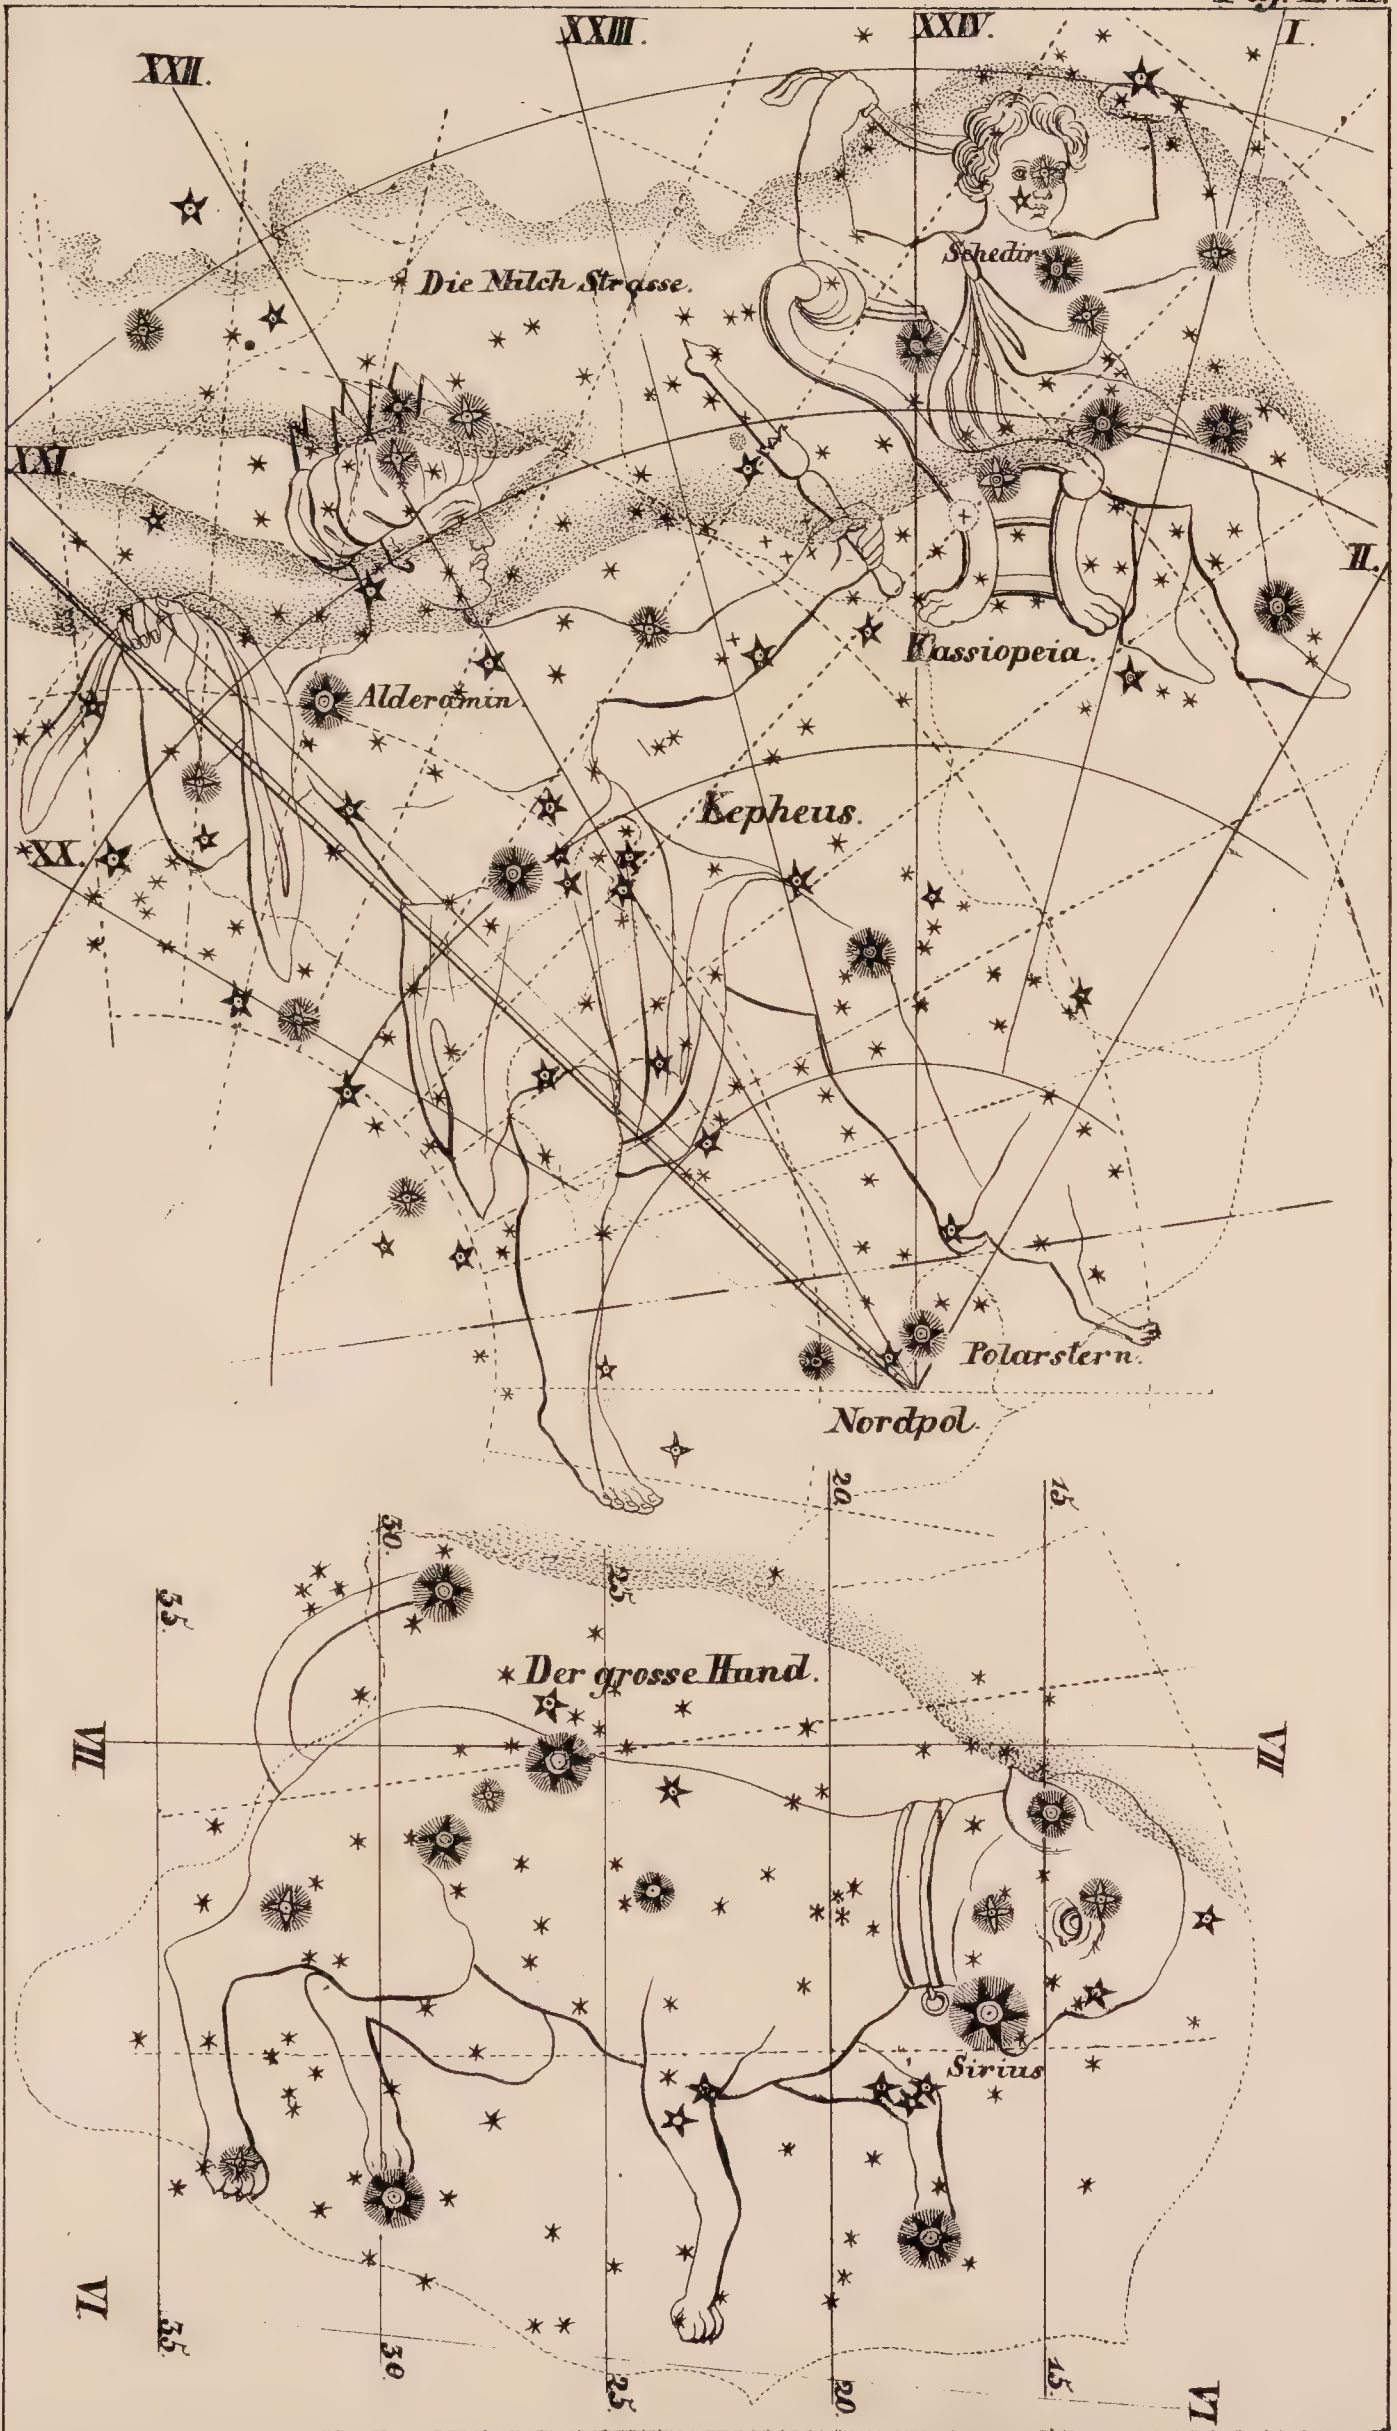 XXIII.
XXIV.
I.
XXII.
Schedir
Die Milch Strasse.
XXI.
II.
Kassiopeia.
Alderamin.
Kepheus.
XX.
Polarstern.
Nordpol.
20.
15.
30.
25.
35.
Der grosse Hund.
VII
VII
Sirius
VI.
35.
30.
25.
20.
15.
VI